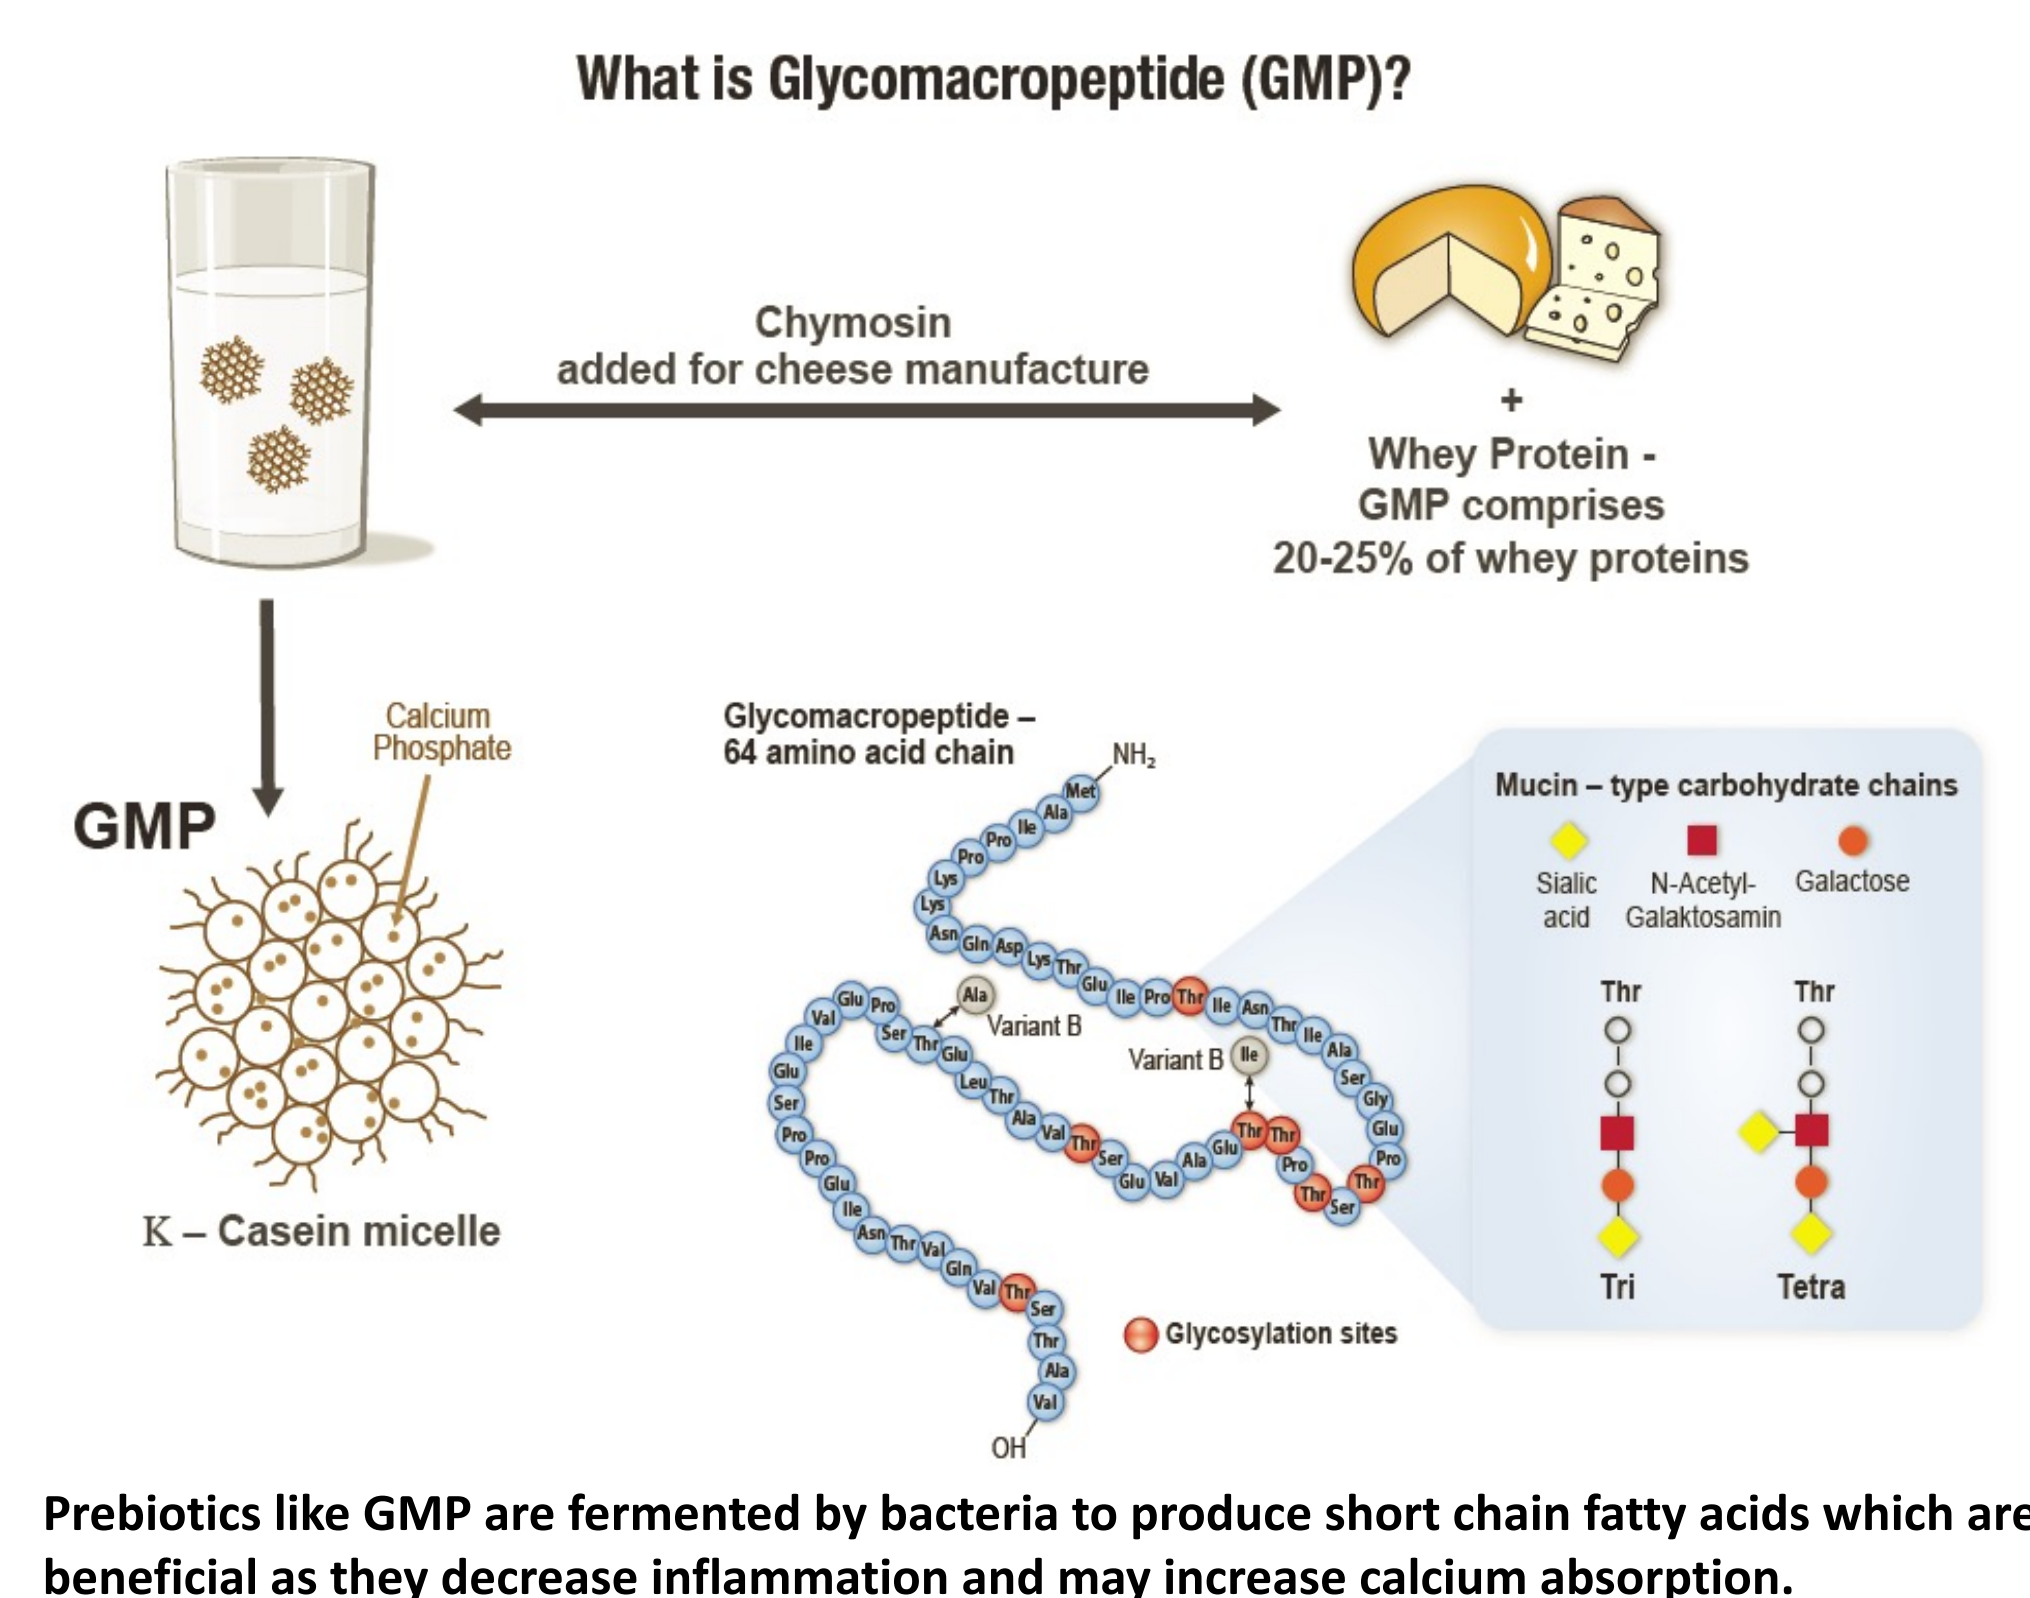 What is Glycomacropeptide (GMP)?
Chymosin
added for cheese manufacture
+
Whey Protein -
GMP comprises
20-25% of whey proteins
Calcium
Phosphate
GMP
K – Casein micelle
Glycomacropeptide –
64 amino acid chain
NH₂
Met
Ala
Ile
Pro
Pro
Lys
Lys
Asn
Gln
Asp
Lys
Thr
Glu
Ile
Pro
Thr
Ile
Asn
Thr
Ile
Ala
Ser
Gly
Glu
Pro
Thr
Ser
Thr
Pro
Thr
Thr
Ile
Variant B
Glu
Ala
Val
Glu
Ser
Thr
Val
Ala
Thr
Leu
Glu
Thr
Ala
Variant B
Ser
Pro
Glu
Val
Ile
Glu
Ser
Pro
Pro
Glu
Ile
Asn
Thr
Val
Gln
Val
Thr
Ser
Thr
Ala
Val
OH
Glycosylation sites
Mucin – type carbohydrate chains
Sialic
acid
N-Acetyl-
Galaktosamin
Galactose
Thr
Tri
Thr
Tetra
Prebiotics like GMP are fermented by bacteria to produce short chain fatty acids which are
beneficial as they decrease inflammation and may increase calcium absorption.